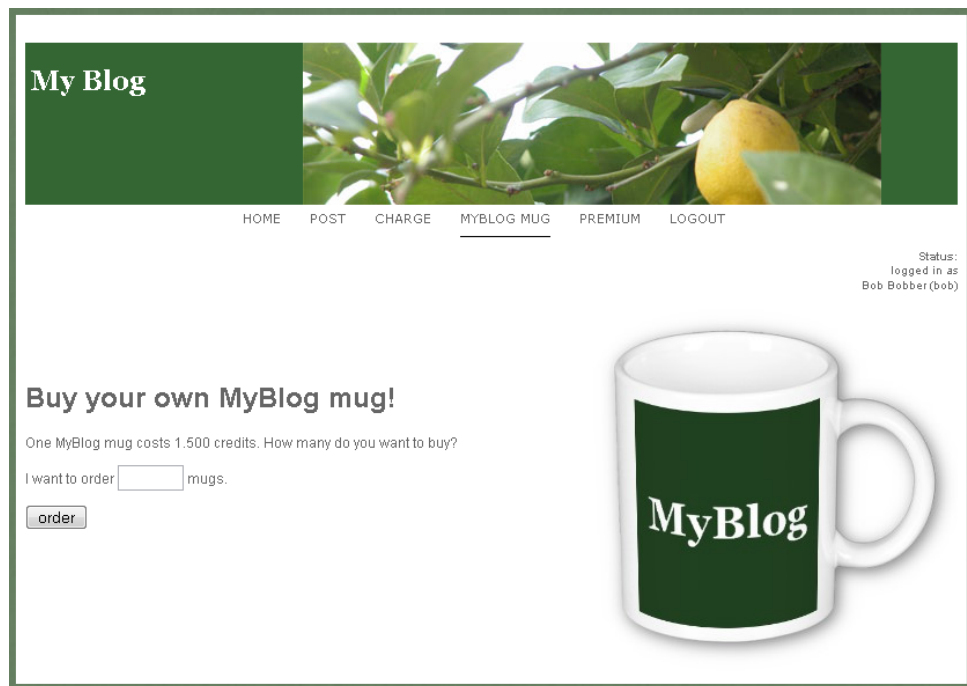 My Blog
HOME POST CHARGE MYBLOG MUG PREMIUM LOGOUT
Status:
logged in as
Bob Bobber (bob)
Buy your own MyBlog mug!
One MyBlog mug costs 1.500 credits. How many do you want to buy?
I want to order mugs.
order
MyBlog